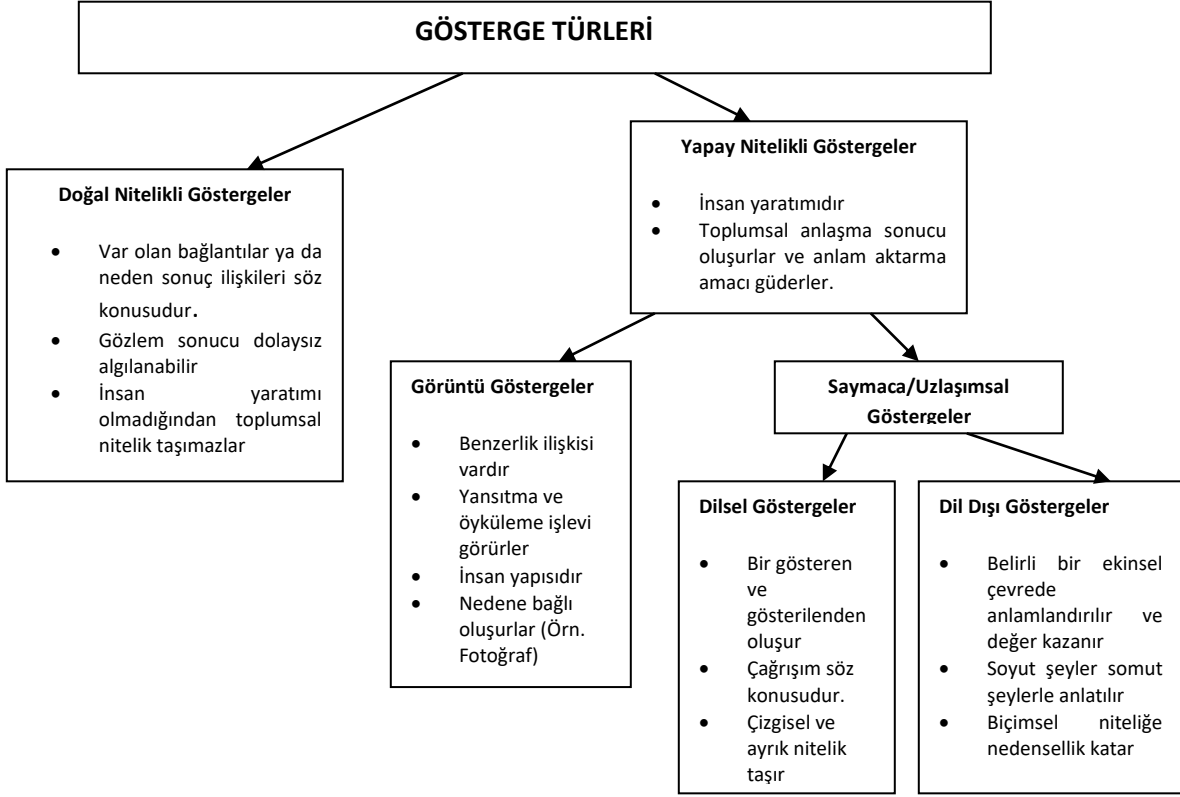 GÖSTERGE TÜRLERİ
Yapay Nitelikli Göstergeler
İnsan yaratımıdır
Toplumsal anlaşma sonucu
oluşurlar ve anlam aktarma
amacı güderler.
Doğal Nitelikli Göstergeler
Var olan bağlantılar ya da
neden sonuç ilişkileri söz
konusudur.
Gözlem sonucu dolaysız
algılanabilir
İnsan yaratımı
olmadığından toplumsal
nitelik taşımazlar
Görüntü Göstergeler
Benzerlik ilişkisi
vardır
Yansıtma ve
öyküleme işlevi
görürler
İnsan yapısıdır
Nedene bağlı
oluşurlar (Örn.
Fotoğraf)
Saymaca/Uzlaşımsal
Göstergeler
Dilsel Göstergeler
Bir gösteren
ve
gösterilenden
oluşur
Çağrışım söz
konusudur.
Çizgisel ve
ayrık nitelik
taşır
Dil Dışı Göstergeler
Belirli bir ekinsel
çevrede
anlamlandırılır ve
değer kazanır
Soyut şeyler somut
şeylerle anlatılır
Biçimsel niteliğe
nedensellik katar